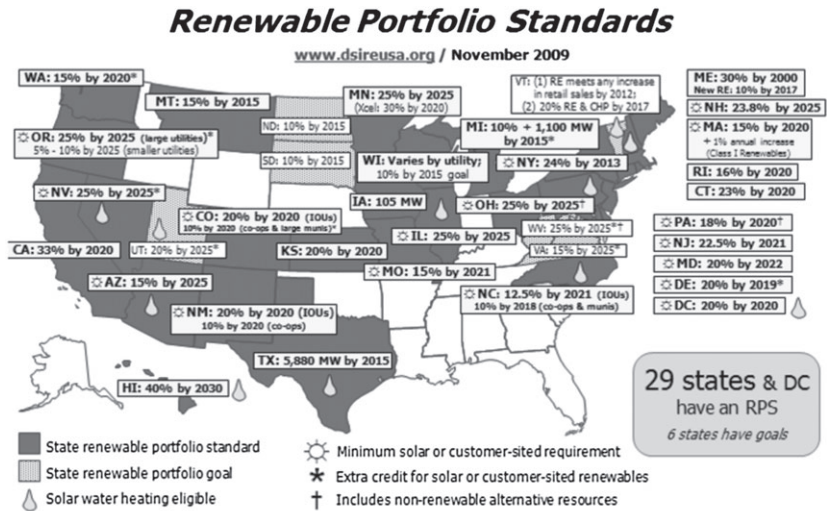 Renewable Portfolio Standards
www.dsireusa.org / November 2009
WA: 15% by 2020*
MT: 15% by 2015
ND: 10% by 2015
MN: 25% by 2025
(Xcel: 30% by 2020)
VT: (1) RE meets any increase
in retail sales by 2012;
(2) 20% RE & CHP by 2017
ME: 30% by 2000
New RE: 10% by 2017
☼ NH: 23.8% by 2025
☼ MA: 15% by 2020
+ 1% annual increase
(Class I Renewables)
RI: 16% by 2020
CT: 23% by 2020
☼ OR: 25% by 2025 (large utilities)*
5% - 10% by 2025 (smaller utilities)
SD: 10% by 2015
WI: Varies by utility;
10% by 2015 goal
MI: 10% + 1,100 MW
by 2015*
☼ NY: 24% by 2013
☼ NV: 25% by 2025*
☼ CO: 20% by 2020 (IOUs)
10% by 2020 (co-ops & large munis)*
IA: 105 MW
☼ OH: 25% by 2025†
CA: 33% by 2020
UT: 20% by 2025*
KS: 20% by 2020
☼ IL: 25% by 2025
WV: 25% by 2025*†
VA: 15% by 2025*
☼ PA: 18% by 2020†
☼ NJ: 22.5% by 2021
☼ MD: 20% by 2022
☼ DE: 20% by 2019*
☼ DC: 20% by 2020
☼ AZ: 15% by 2025
☼ MO: 15% by 2021
☼ NM: 20% by 2020 (IOUs)
10% by 2020 (co-ops)
☼ NC: 12.5% by 2021 (IOUs)
10% by 2018 (co-ops & munis)
TX: 5,880 MW by 2015
HI: 40% by 2030
29 states & DC
have an RPS
6 states have goals
State renewable portfolio standard
State renewable portfolio goal
Solar water heating eligible
☼ Minimum solar or customer-sited requirement
* Extra credit for solar or customer-sited renewables
† Includes non-renewable alternative resources